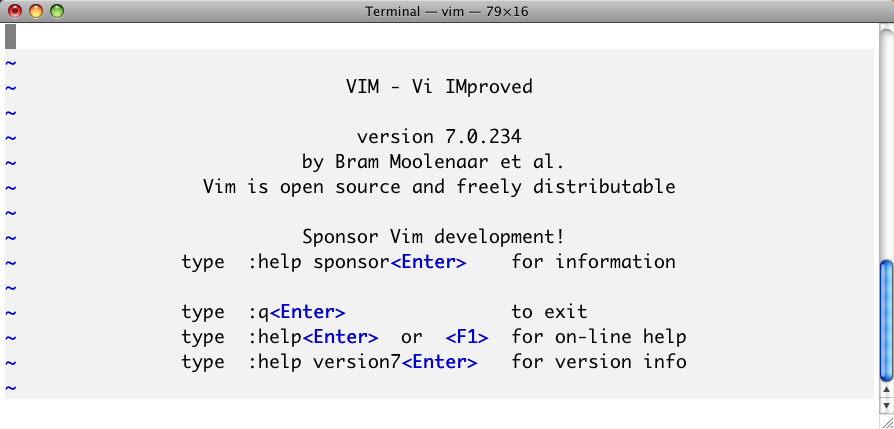 Terminal — vim — 79×16
~
~ VIM - Vi IMproved
~
~ version 7.0.234
~ by Bram Moolenaar et al.
~ Vim is open source and freely distributable
~
~ Sponsor Vim development!
~ type  :help sponsor<Enter>    for information
~
~ type  :q<Enter>               to exit
~ type  :help<Enter>  or  <F1>  for on-line help
~ type  :help version7<Enter>   for version info
~